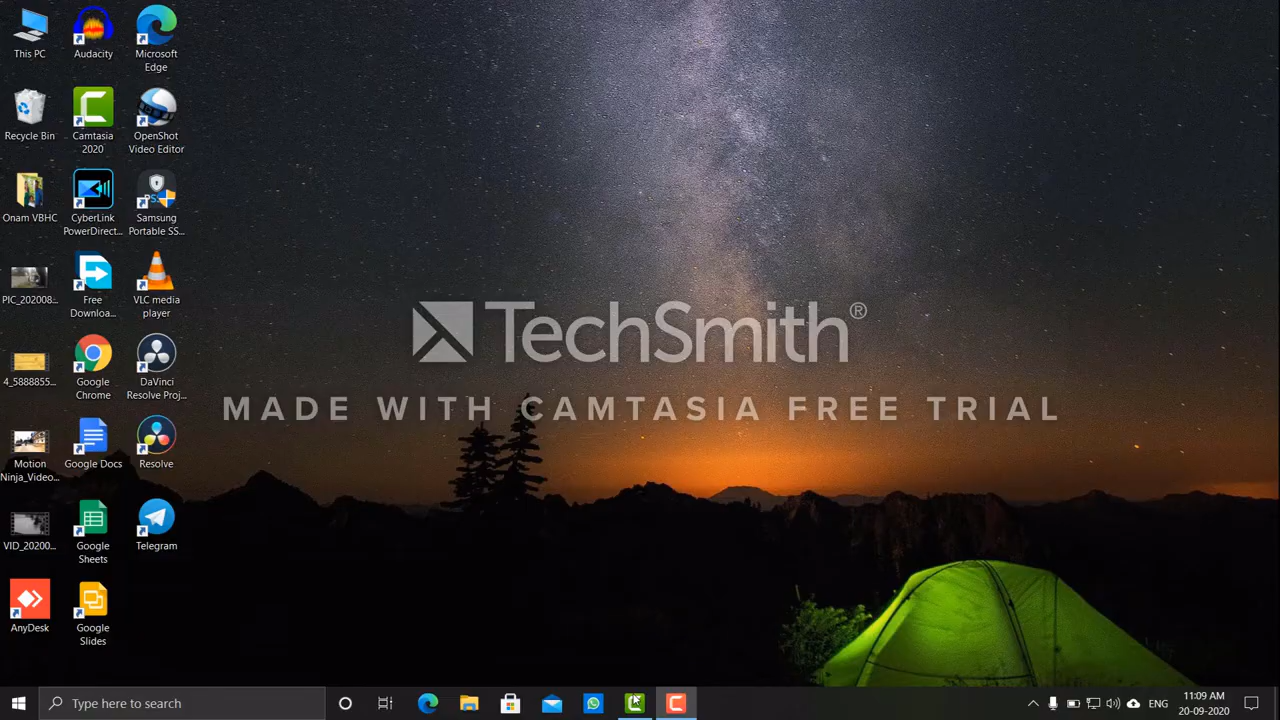 This PC
Audacity
Microsoft
Edge
Recycle Bin
Camtasia
2020
OpenShot
Video Editor
Onam VBHC
CyberLink
PowerDirect...
Samsung
Portable SS...
PIC_202008...
Free
Downloa...
VLC media
player
4_5888855...
Google
Chrome
DaVinci
Resolve Proj...
Motion
Ninja_Video...
Google Docs
Resolve
VID_20200...
Google
Sheets
Telegram
AnyDesk
Google
Slides
TechSmith®
MADE WITH CAMTASIA FREE TRIAL
Type here to search
ENG
11:09 AM
20-09-2020